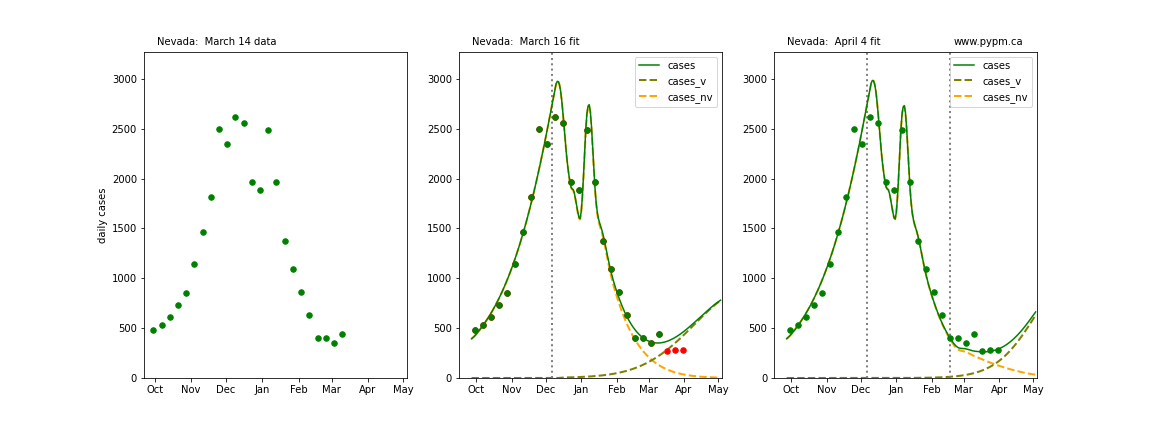 Nevada:  March 14 data
daily cases
3000
2500
2000
1500
1000
500
0
Oct Nov Dec Jan Feb Mar Apr May
Nevada:  March 16 fit
cases
cases_v
cases_nv
3000
2500
2000
1500
1000
500
0
Oct Nov Dec Jan Feb Mar Apr May
Nevada:  April 4 fit www.pypm.ca
cases
cases_v
cases_nv
3000
2500
2000
1500
1000
500
0
Oct Nov Dec Jan Feb Mar Apr May